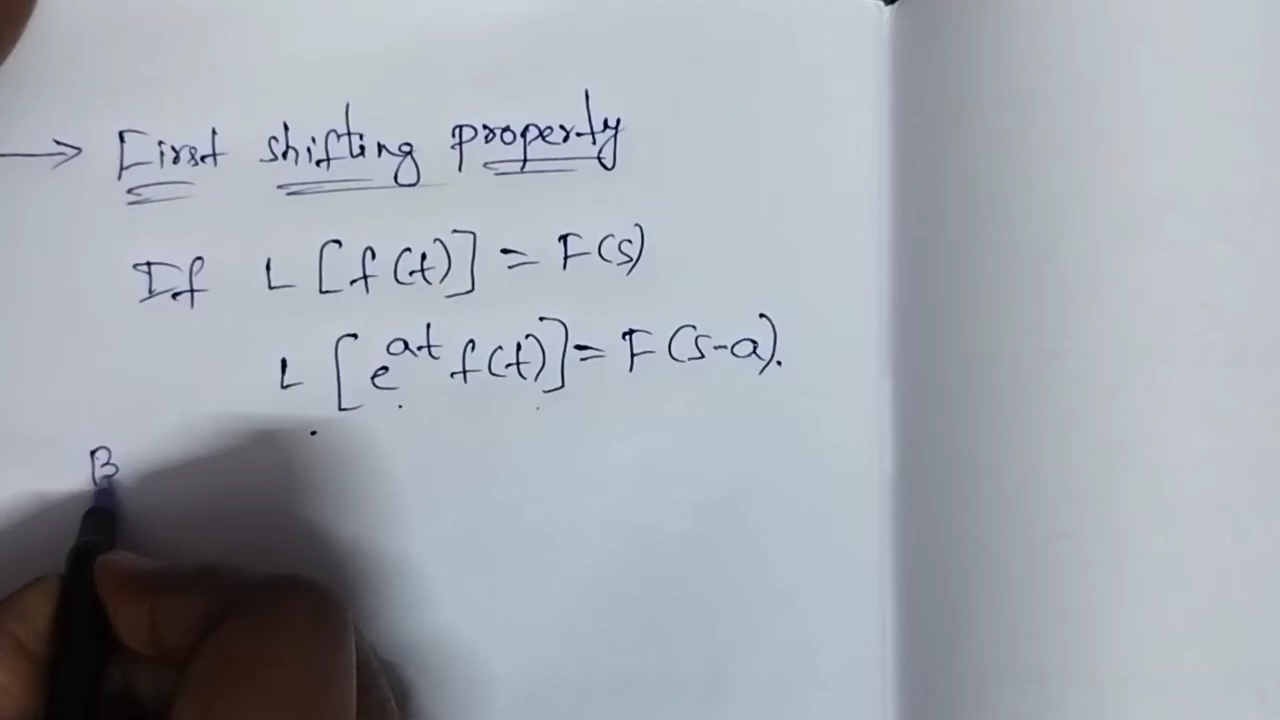 → First shifting property
If L[f(t)] = F(s)
L[e^{at} f(t)] = F(s-a).
B